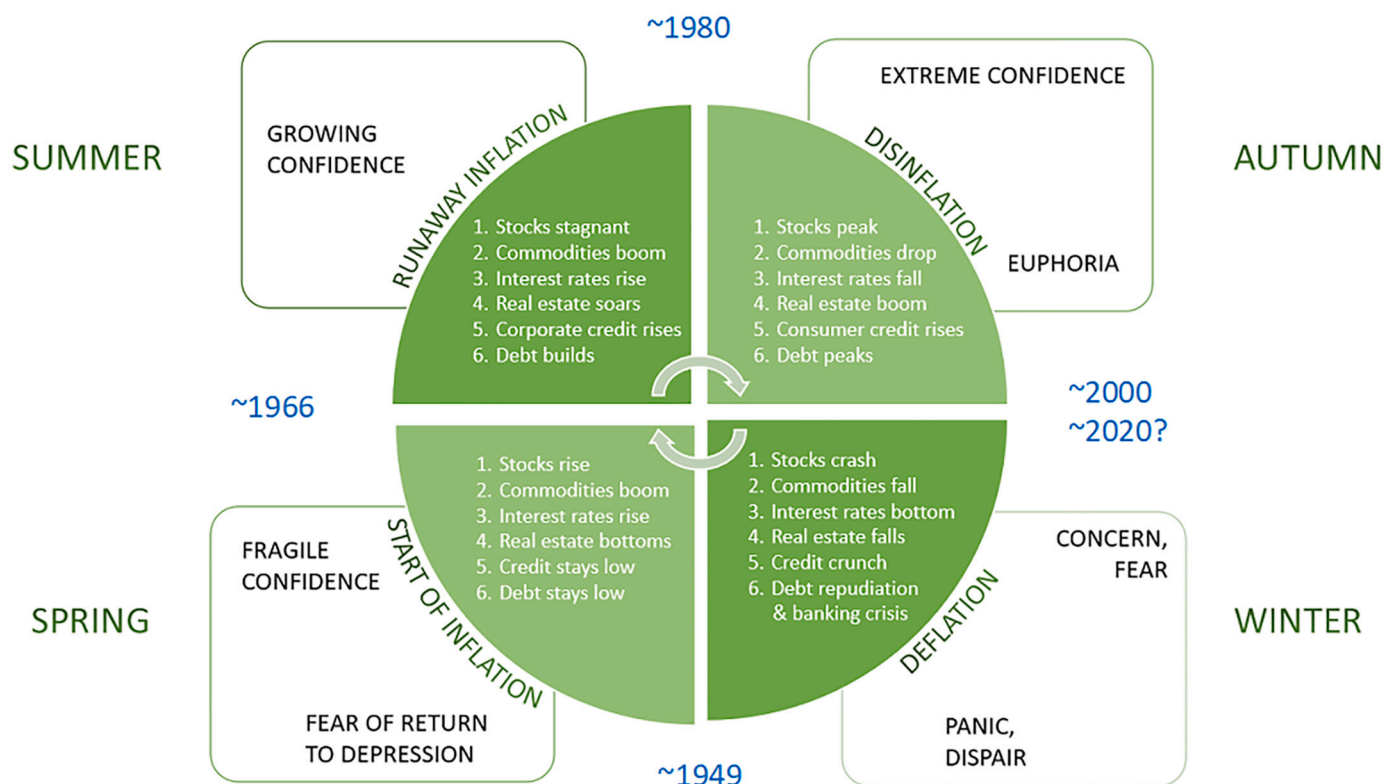 ~1980
SUMMER
GROWING
CONFIDENCE
RUNAWAY INFLATION
1. Stocks stagnant
2. Commodities boom
3. Interest rates rise
4. Real estate soars
5. Corporate credit rises
6. Debt builds
EXTREME CONFIDENCE
EUPHORIA
DISINFLATION
1. Stocks peak
2. Commodities drop
3. Interest rates fall
4. Real estate boom
5. Consumer credit rises
6. Debt peaks
AUTUMN
~1966
~2000
~2020?
SPRING
FRAGILE
CONFIDENCE
FEAR OF RETURN
TO DEPRESSION
START OF INFLATION
1. Stocks rise
2. Commodities boom
3. Interest rates rise
4. Real estate bottoms
5. Credit stays low
6. Debt stays low
1. Stocks crash
2. Commodities fall
3. Interest rates bottom
4. Real estate falls
5. Credit crunch
6. Debt repudiation
& banking crisis
DEFLATION
CONCERN,
FEAR
PANIC,
DISPAIR
WINTER
~1949